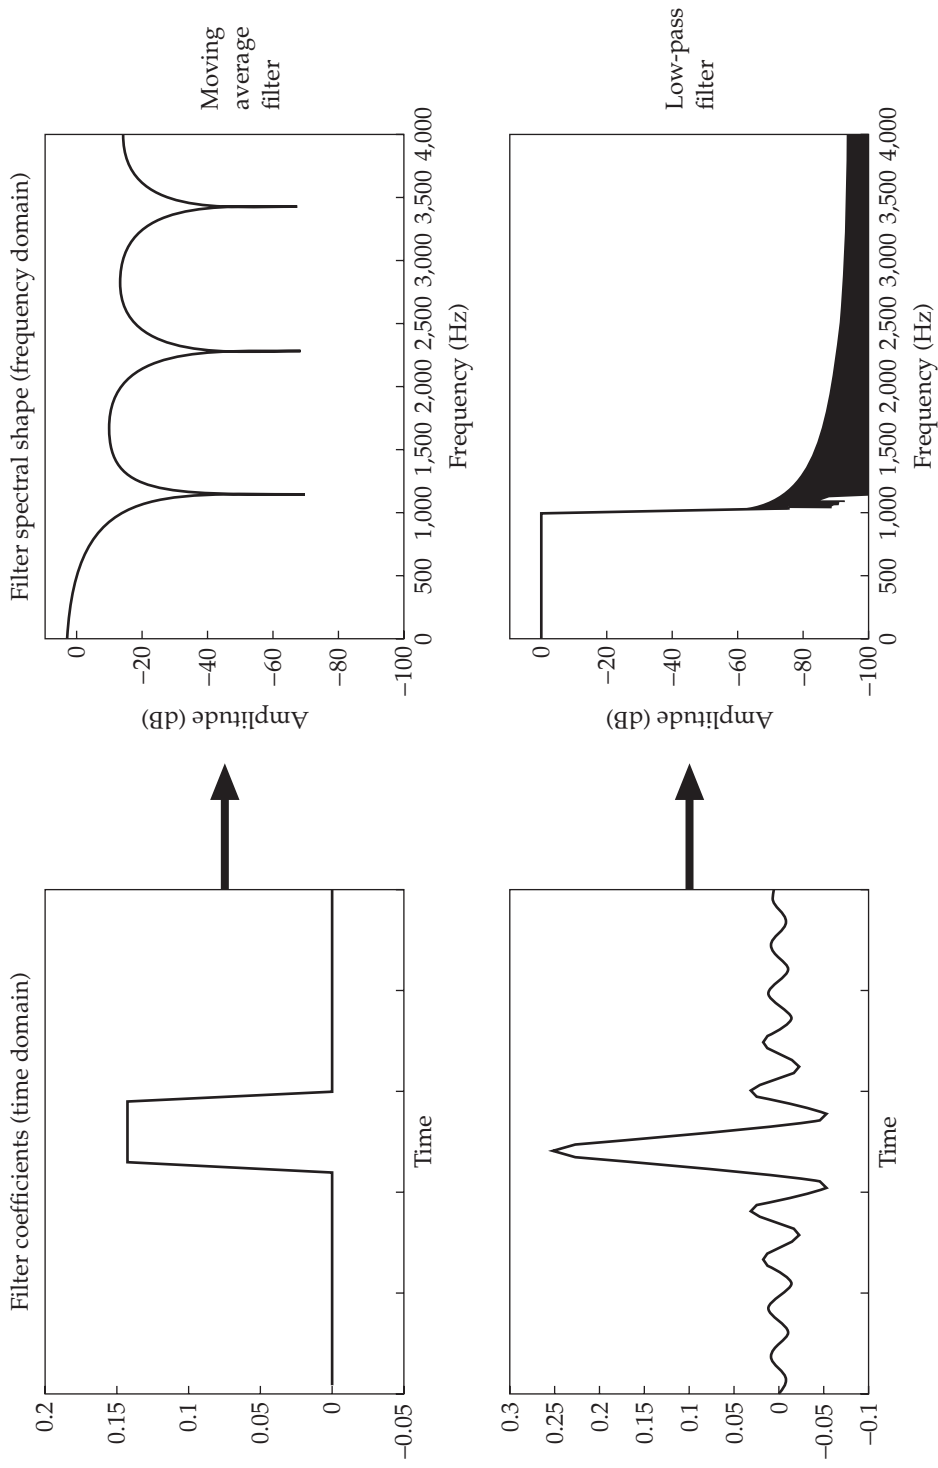 Filter coefficients (time domain)
0.2
0.15
0.1
0.05
0
−0.05
Time
Filter spectral shape (frequency domain)
0
−20
−40
−60
−80
−100
Amplitude (dB)
0 500 1,000 1,500 2,000 2,500 3,000 3,500 4,000
Frequency (Hz)
Moving
average
filter
0.3
0.25
0.2
0.15
0.1
0.05
0
−0.05
−0.1
Time
0
−20
−40
−60
−80
−100
Amplitude (dB)
0 500 1,000 1,500 2,000 2,500 3,000 3,500 4,000
Frequency (Hz)
Low-pass
filter